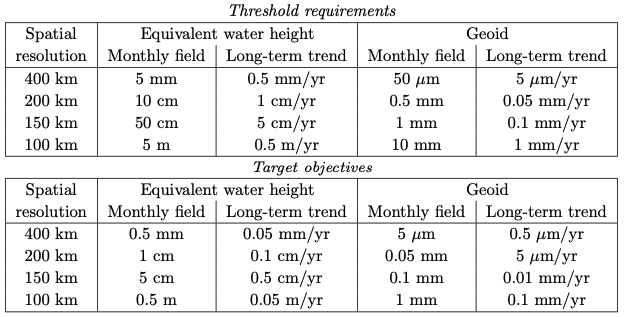 Threshold requirements
Spatial Equivalent water height Geoid
resolution Monthly field Long-term trend Monthly field Long-term trend
400 km 5 mm 0.5 mm/yr 50 μm 5 μm/yr
200 km 10 cm 1 cm/yr 0.5 mm 0.05 mm/yr
150 km 50 cm 5 cm/yr 1 mm 0.1 mm/yr
100 km 5 m 0.5 m/yr 10 mm 1 mm/yr
Target objectives
Spatial Equivalent water height Geoid
resolution Monthly field Long-term trend Monthly field Long-term trend
400 km 0.5 mm 0.05 mm/yr 5 μm 0.5 μm/yr
200 km 1 cm 0.1 cm/yr 0.05 mm 5 μm/yr
150 km 5 cm 0.5 cm/yr 0.1 mm 0.01 mm/yr
100 km 0.5 m 0.05 m/yr 1 mm 0.1 mm/yr